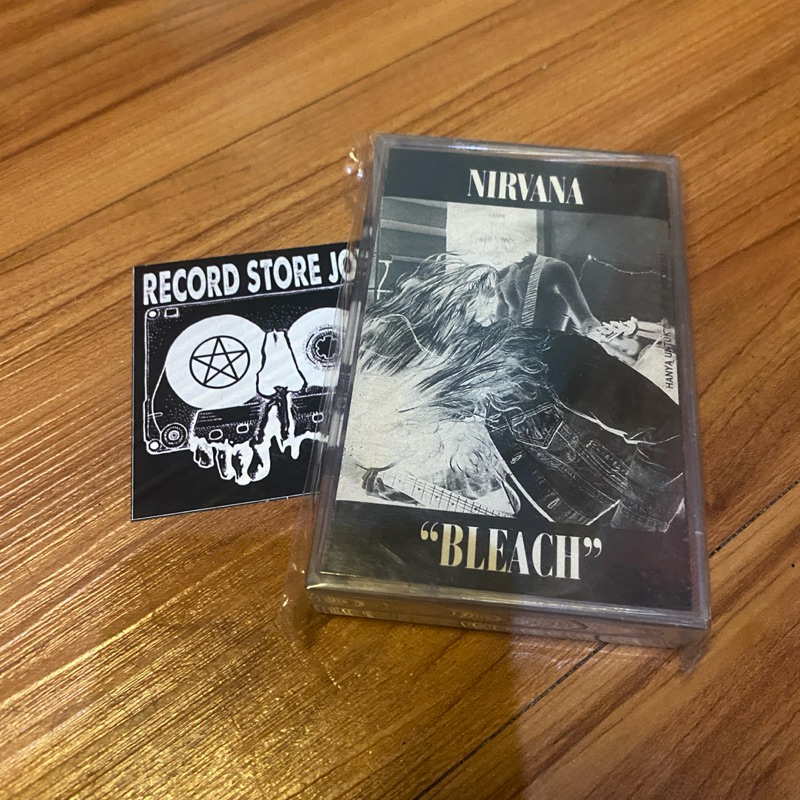 NIRVANA
RECORD STORE JO
HANYA UNTUK
“BLEACH”